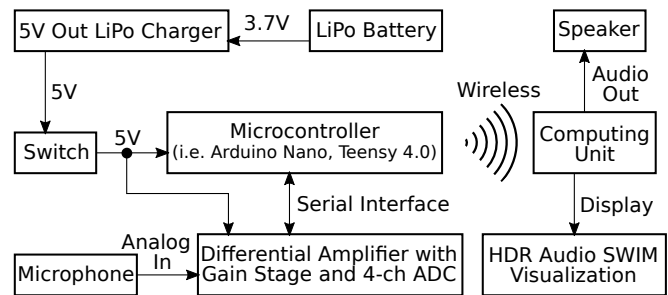 5V Out LiPo Charger
3.7V
LiPo Battery
Speaker
5V
Audio
Out
Wireless
Switch
5V
Microcontroller
(i.e. Arduino Nano, Teensy 4.0)
Computing
Unit
Serial Interface
Display
Microphone
Analog
In
Differential Amplifier with
Gain Stage and 4-ch ADC
HDR Audio SWIM
Visualization